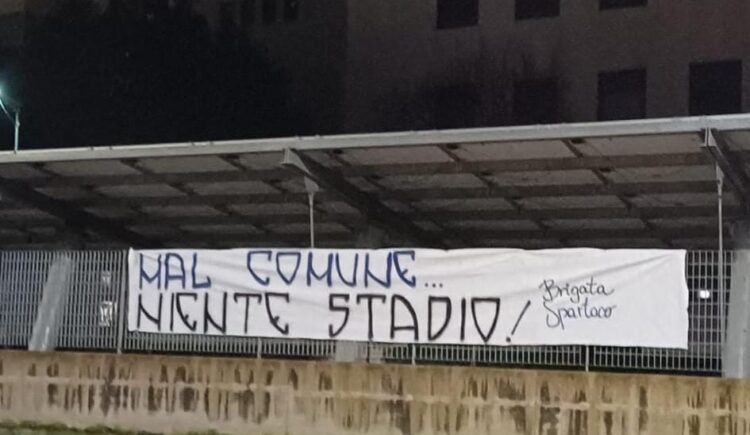 MAL COMUNE...
NIENTE STADIO!
Brigata
Spartaco